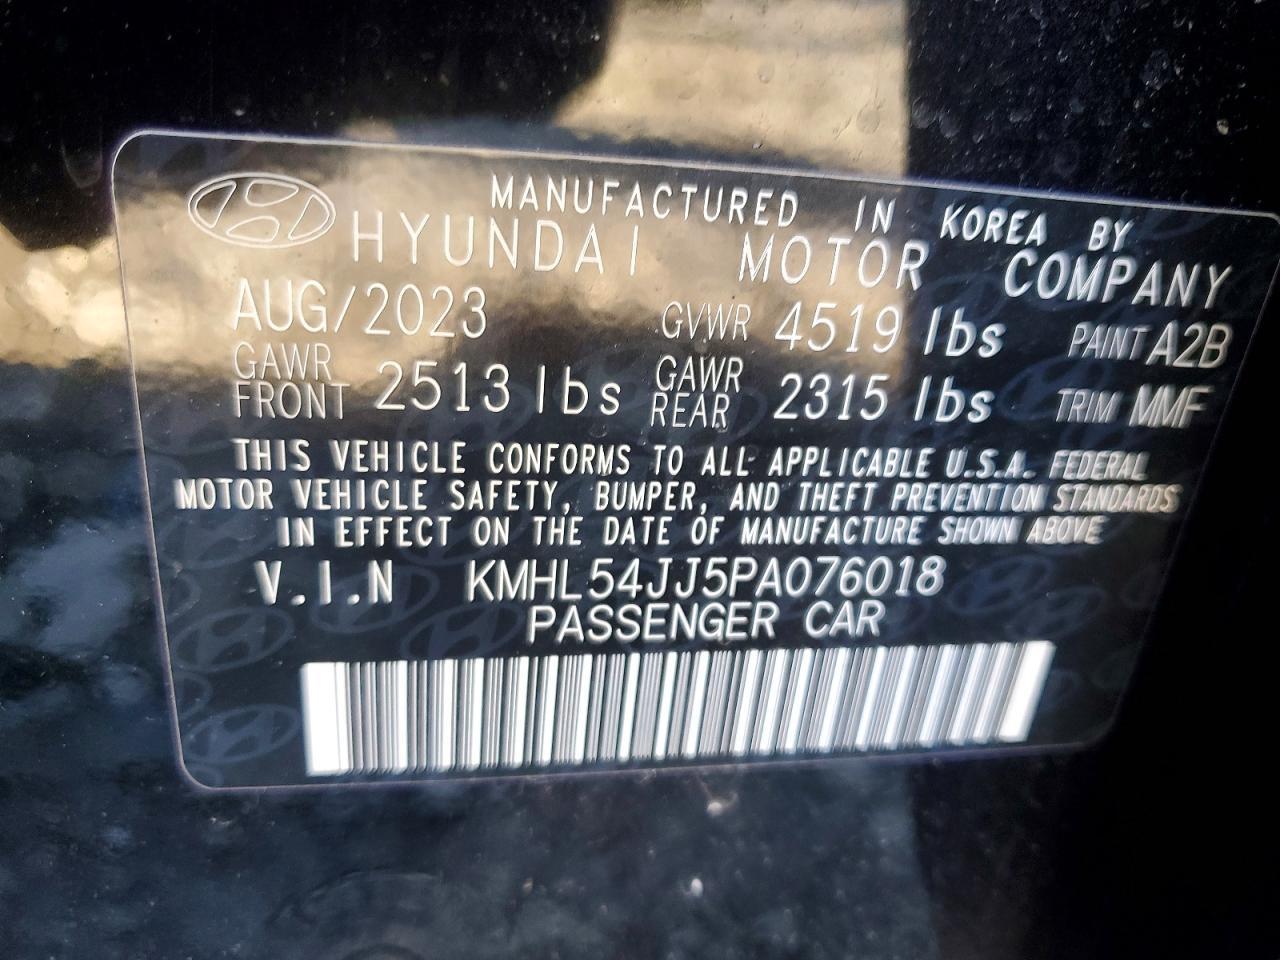 MANUFACTURED IN KOREA BY
HYUNDAI MOTOR COMPANY
AUG/2023 GVWR 4519 lbs PAINT A2B
GAWR FRONT 2513 lbs GAWR REAR 2315 lbs TRIM MMF
THIS VEHICLE CONFORMS TO ALL APPLICABLE U.S.A. FEDERAL
MOTOR VEHICLE SAFETY, BUMPER, AND THEFT PREVENTION STANDARDS
IN EFFECT ON THE DATE OF MANUFACTURE SHOWN ABOVE
V.I.N KMHL54JJ5PA076018
PASSENGER CAR